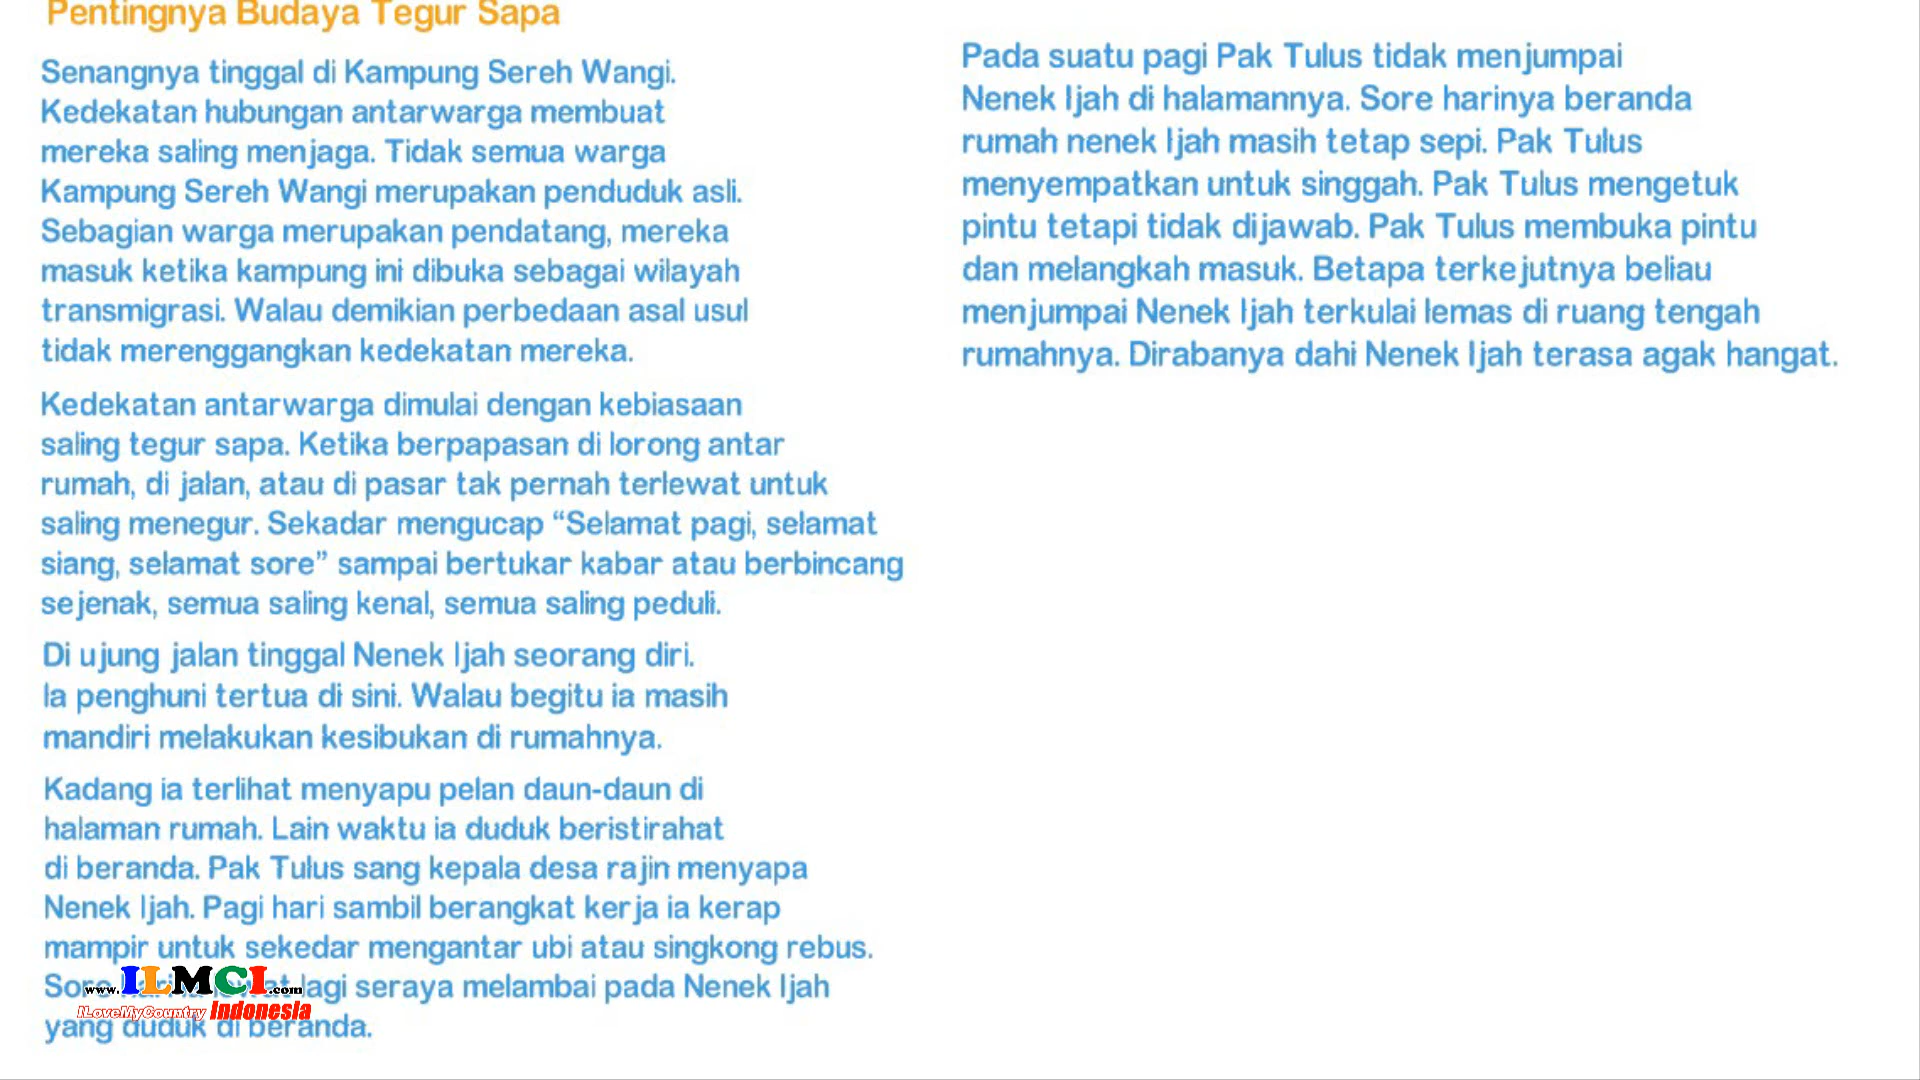 Pentingnya Budaya Tegur Sapa
Senangnya tinggal di Kampung Sereh Wangi.
Kedekatan hubungan antarwarga membuat
mereka saling menjaga. Tidak semua warga
Kampung Sereh Wangi merupakan penduduk asli.
Sebagian warga merupakan pendatang, mereka
masuk ketika kampung ini dibuka sebagai wilayah
transmigrasi. Walau demikian perbedaan asal usul
tidak merenggangkan kedekatan mereka.
Kedekatan antarwarga dimulai dengan kebiasaan
saling tegur sapa. Ketika berpapasan di lorong antar
rumah, di jalan, atau di pasar tak pernah terlewat untuk
saling menegur. Sekadar mengucap “Selamat pagi, selamat
siang, selamat sore” sampai bertukar kabar atau berbincang
sejenak, semua saling kenal, semua saling peduli.
Di ujung jalan tinggal Nenek Ijah seorang diri.
Ia penghuni tertua di sini. Walau begitu ia masih
mandiri melakukan kesibukan di rumahnya.
Kadang ia terlihat menyapu pelan daun-daun di
halaman rumah. Lain waktu ia duduk beristirahat
di beranda. Pak Tulus sang kepala desa rajin menyapa
Nenek Ijah. Pagi hari sambil berangkat kerja ia kerap
mampir untuk sekedar mengantar ubi atau singkong rebus.
Sore lagi seraya melambai pada Nenek Ijah
yang duduk di beranda.
www.ILMCI.com
ILoveMyCountry Indonesia
Pada suatu pagi Pak Tulus tidak menjumpai
Nenek Ijah di halamannya. Sore harinya beranda
rumah nenek Ijah masih tetap sepi. Pak Tulus
menyempatkan untuk singgah. Pak Tulus mengetuk
pintu tetapi tidak dijawab. Pak Tulus membuka pintu
dan melangkah masuk. Betapa terkejutnya beliau
menjumpai Nenek Ijah terkulai lemas di ruang tengah
rumahnya. Dirabanya dahi Nenek Ijah terasa agak hangat.